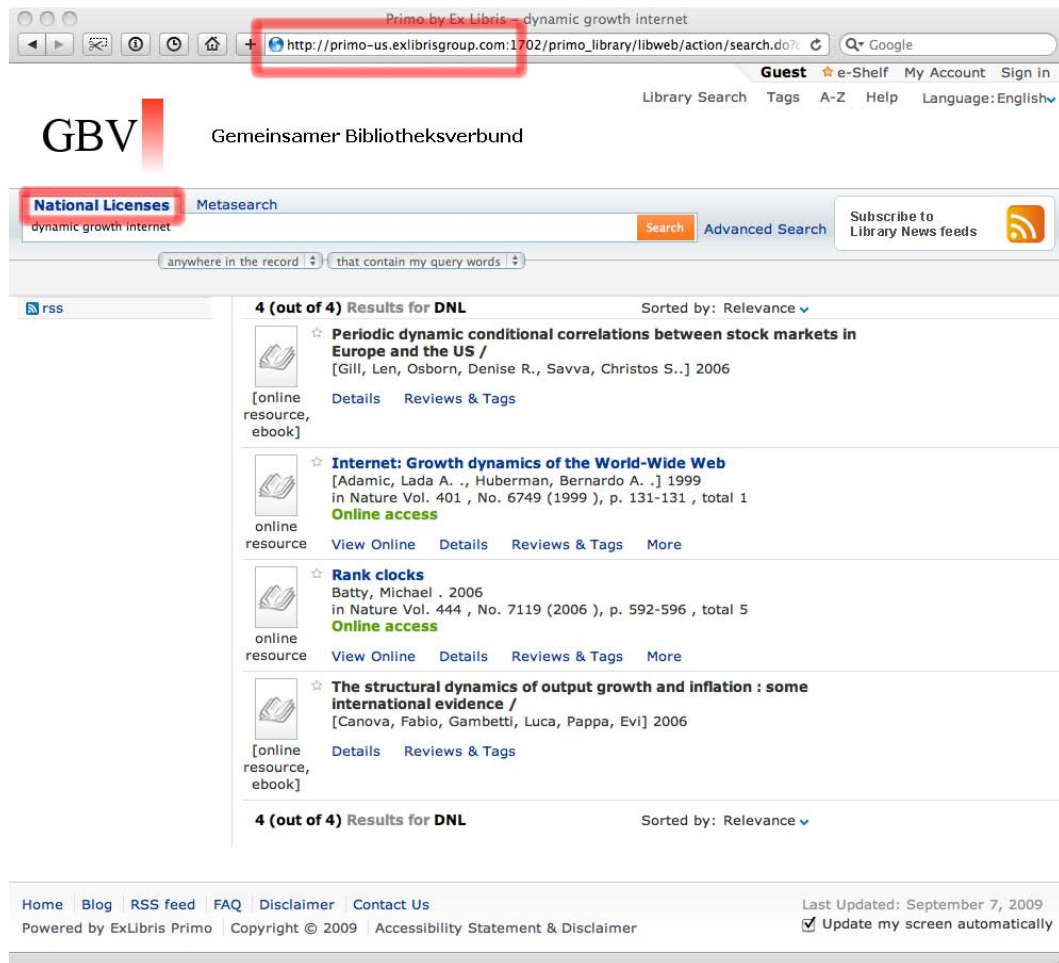 Primo by Ex Libris – dynamic growth internet
http://primo-us.exlibrisgroup.com:1702/primo_library/libweb/action/search.do?
Google
Guest e-Shelf My Account Sign in
Library Search Tags A-Z Help Language: English
GBV Gemeinsamer Bibliotheksverbund
National Licenses Metasearch
dynamic growth internet Search Advanced Search
Subscribe to
Library News feeds
anywhere in the record that contain my query words
rss
4 (out of 4) Results for DNL Sorted by: Relevance
Periodic dynamic conditional correlations between stock markets in
Europe and the US /
[Gill, Len, Osborn, Denise R., Savva, Christos S..] 2006
[online
resource,
ebook]
Details Reviews & Tags
Internet: Growth dynamics of the World-Wide Web
[Adamic, Lada A. ., Huberman, Bernardo A. .] 1999
in Nature Vol. 401 , No. 6749 (1999 ), p. 131-131 , total 1
Online access
online
resource
View Online Details Reviews & Tags More
Rank clocks
Batty, Michael . 2006
in Nature Vol. 444 , No. 7119 (2006 ), p. 592-596 , total 5
Online access
online
resource
View Online Details Reviews & Tags More
The structural dynamics of output growth and inflation : some
international evidence /
[Canova, Fabio, Gambetti, Luca, Pappa, Evi] 2006
[online
resource,
ebook]
Details Reviews & Tags
4 (out of 4) Results for DNL Sorted by: Relevance
Home Blog RSS feed FAQ Disclaimer Contact Us
Last Updated: September 7, 2009
Powered by ExLibris Primo Copyright © 2009 Accessibility Statement & Disclaimer
Update my screen automatically